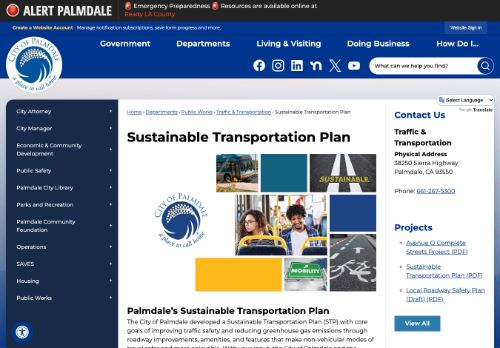 ALERT PALMDALE
🚨 Emergency Preparedness 🚨 Resources are available online at
Ready LA County.
Create a Website Account - Manage notification subscriptions, save form progress and more.
Website Sign In
CITY OF PALMDALE
a place to call home
Government
Departments
Living & Visiting
Doing Business
How Do I...
What can we help you find?
Select Language
Google Translate
City Attorney
City Manager
Economic & Community
Development
Public Safety
Palmdale City Library
Parks and Recreation
Palmdale Community
Foundation
Operations
SAVES
Housing
Public Works
Home › Departments › Public Works › Traffic & Transportation › Sustainable Transportation Plan
Sustainable Transportation Plan
SUSTAINABLE
CITY OF PALMDALE
a place to call home
MOBILITY
Palmdale's Sustainable Transportation Plan
The City of Palmdale developed a Sustainable Transportation Plan (STP) with core
goals of improving traffic safety and reducing greenhouse gas emissions through
roadway improvements, amenities, and features that make non-vehicular modes of
Contact Us
Traffic &
Transportation
Physical Address
38250 Sierra Highway
Palmdale, CA 93550
Phone: 661-267-5300
Projects
Avenue Q Complete
Streets Project (PDF)
Sustainable
Transportation Plan (PDF)
Local Roadway Safety Plan
(Draft) (PDF)
View All